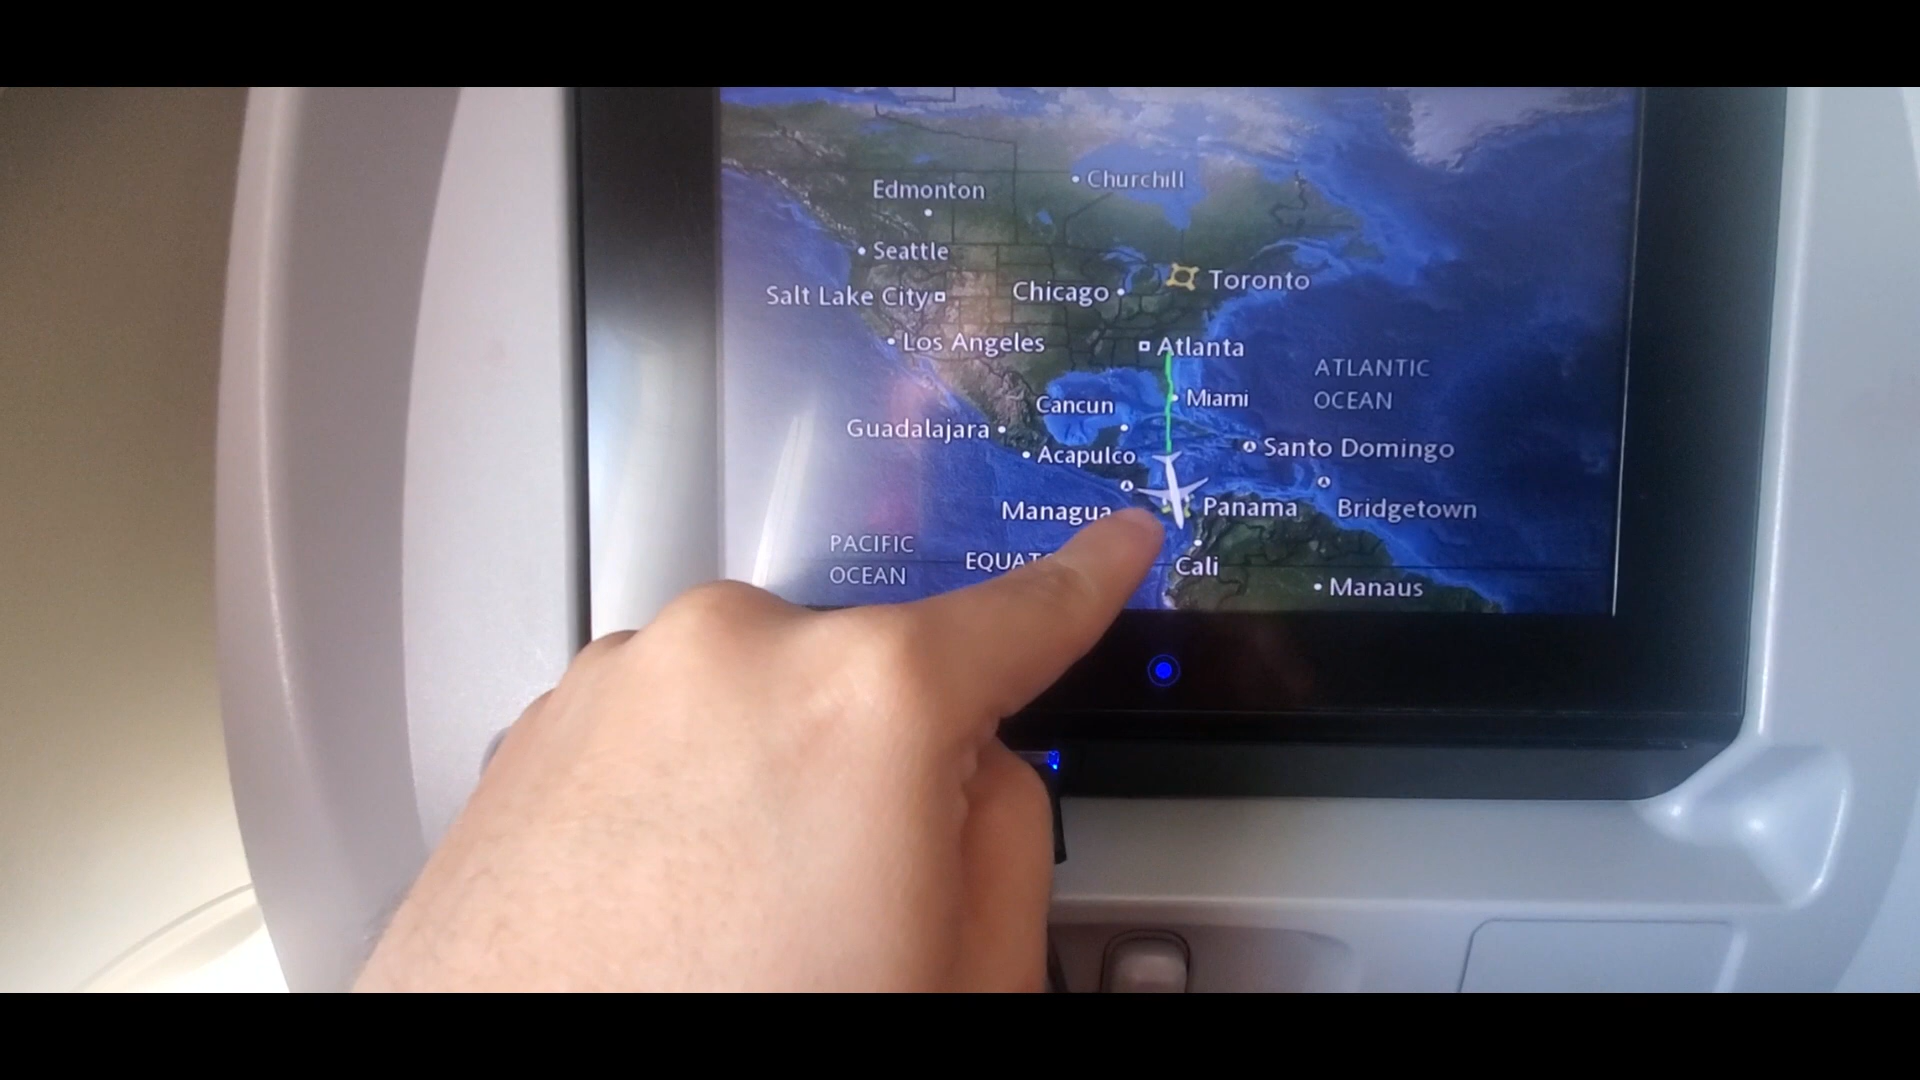 Churchill
Edmonton
Seattle
Toronto
Salt Lake City
Chicago
Los Angeles
Atlanta
ATLANTIC
OCEAN
Miami
Cancun
Guadalajara
Santo Domingo
Acapulco
Managua
Panama
Bridgetown
PACIFIC
OCEAN
EQUATO
Cali
Manaus